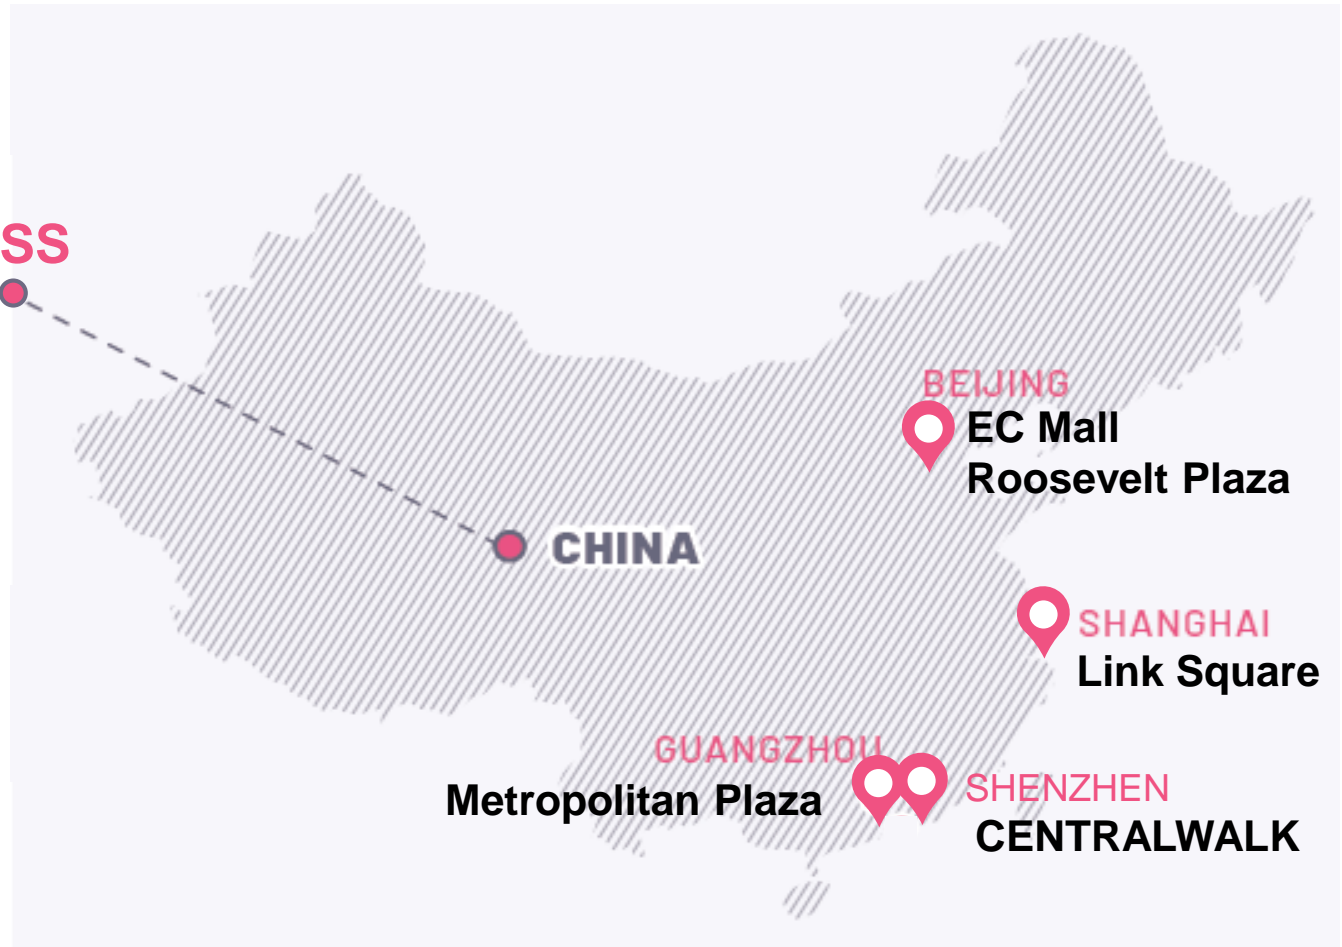 SS
BEIJING
EC Mall
Roosevelt Plaza
CHINA
SHANGHAI
Link Square
GUANGZHOU
Metropolitan Plaza
SHENZHEN
CENTRALWALK